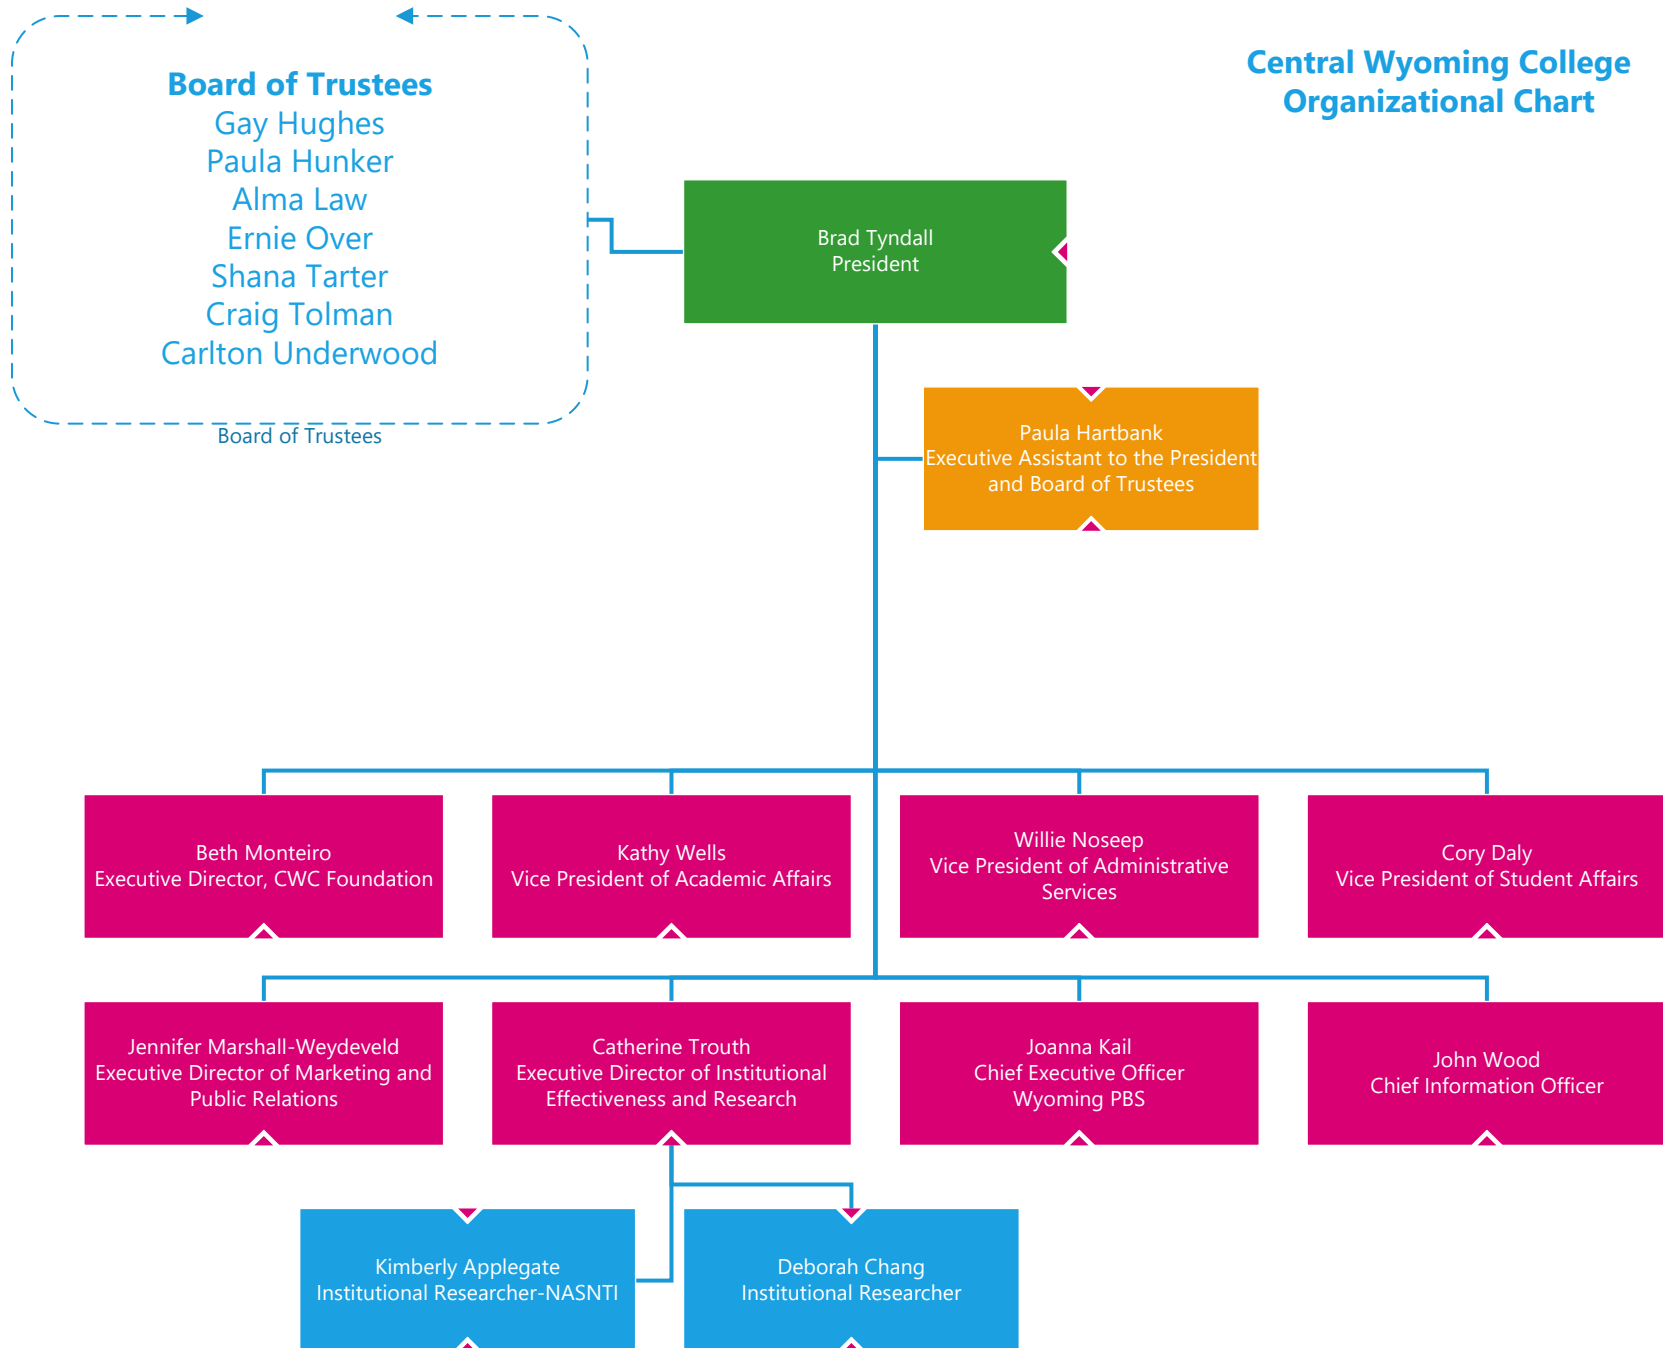 Central Wyoming College
Organizational Chart
Board of Trustees
Gay Hughes
Paula Hunker
Alma Law
Ernie Over
Shana Tarter
Craig Tolman
Carlton Underwood
Board of Trustees
Brad Tyndall
President
Paula Hartbank
Executive Assistant to the President
and Board of Trustees
Beth Monteiro
Executive Director, CWC Foundation
Kathy Wells
Vice President of Academic Affairs
Willie Noseep
Vice President of Administrative
Services
Cory Daly
Vice President of Student Affairs
Jennifer Marshall-Weydeveld
Executive Director of Marketing and
Public Relations
Catherine Trouth
Executive Director of Institutional
Effectiveness and Research
Joanna Kail
Chief Executive Officer
Wyoming PBS
John Wood
Chief Information Officer
Kimberly Applegate
Institutional Researcher-NASNTI
Deborah Chang
Institutional Researcher